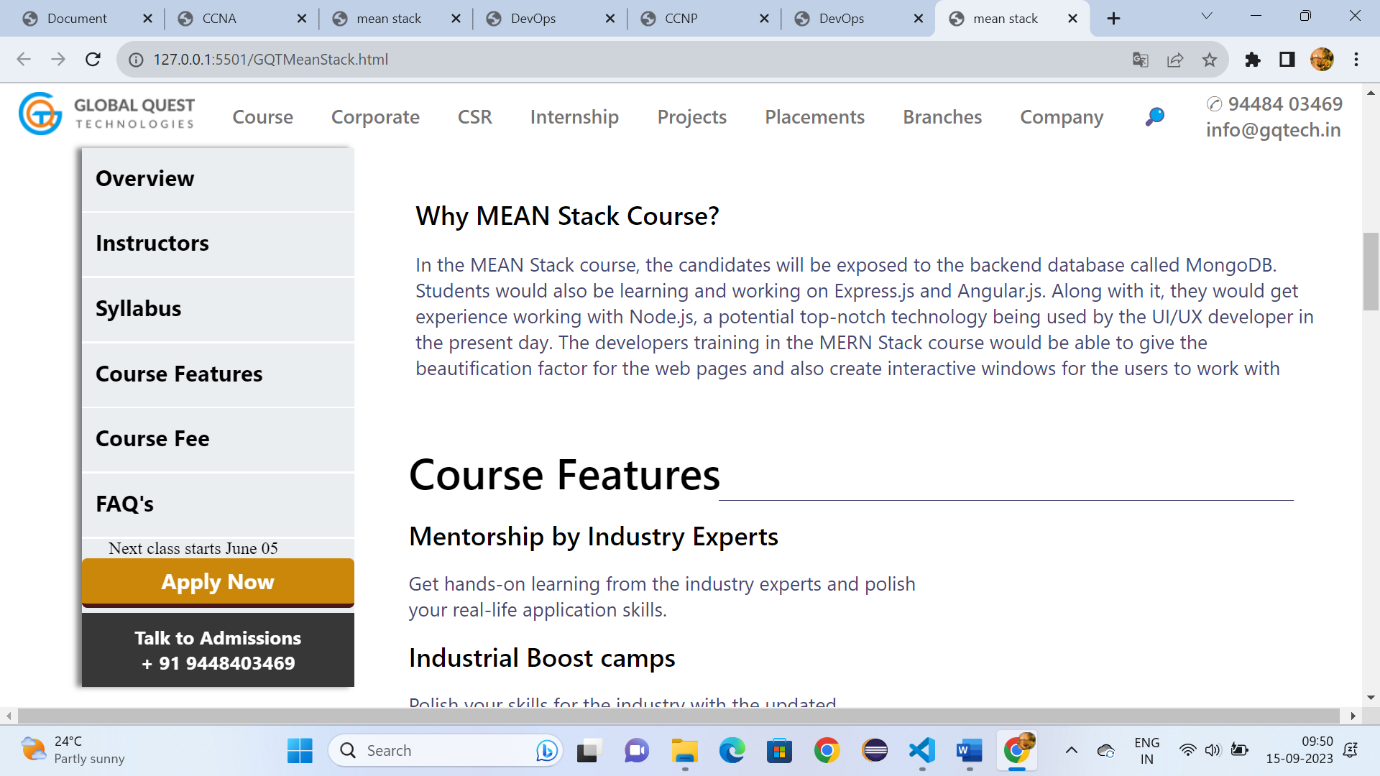 Document
CCNA
mean stack
DevOps
CCNP
DevOps
mean stack
127.0.0.1:5501/GQTMeanStack.html
GLOBAL QUEST
TECHNOLOGIES
Course
Corporate
CSR
Internship
Projects
Placements
Branches
Company
✆ 94484 03469
info@gqtech.in
Overview
Instructors
Syllabus
Course Features
Course Fee
FAQ's
Next class starts June 05
Apply Now
Talk to Admissions
+ 91 9448403469
Why MEAN Stack Course?
In the MEAN Stack course, the candidates will be exposed to the backend database called MongoDB.
Students would also be learning and working on Express.js and Angular.js. Along with it, they would get
experience working with Node.js, a potential top-notch technology being used by the UI/UX developer in
the present day. The developers training in the MERN Stack course would be able to give the
beautification factor for the web pages and also create interactive windows for the users to work with
Course Features
Mentorship by Industry Experts
Get hands-on learning from the industry experts and polish
your real-life application skills.
Industrial Boost camps
Polish your skills for the industry with the updated
24°C
Partly sunny
Search
ENG
IN
09:50
15-09-2023